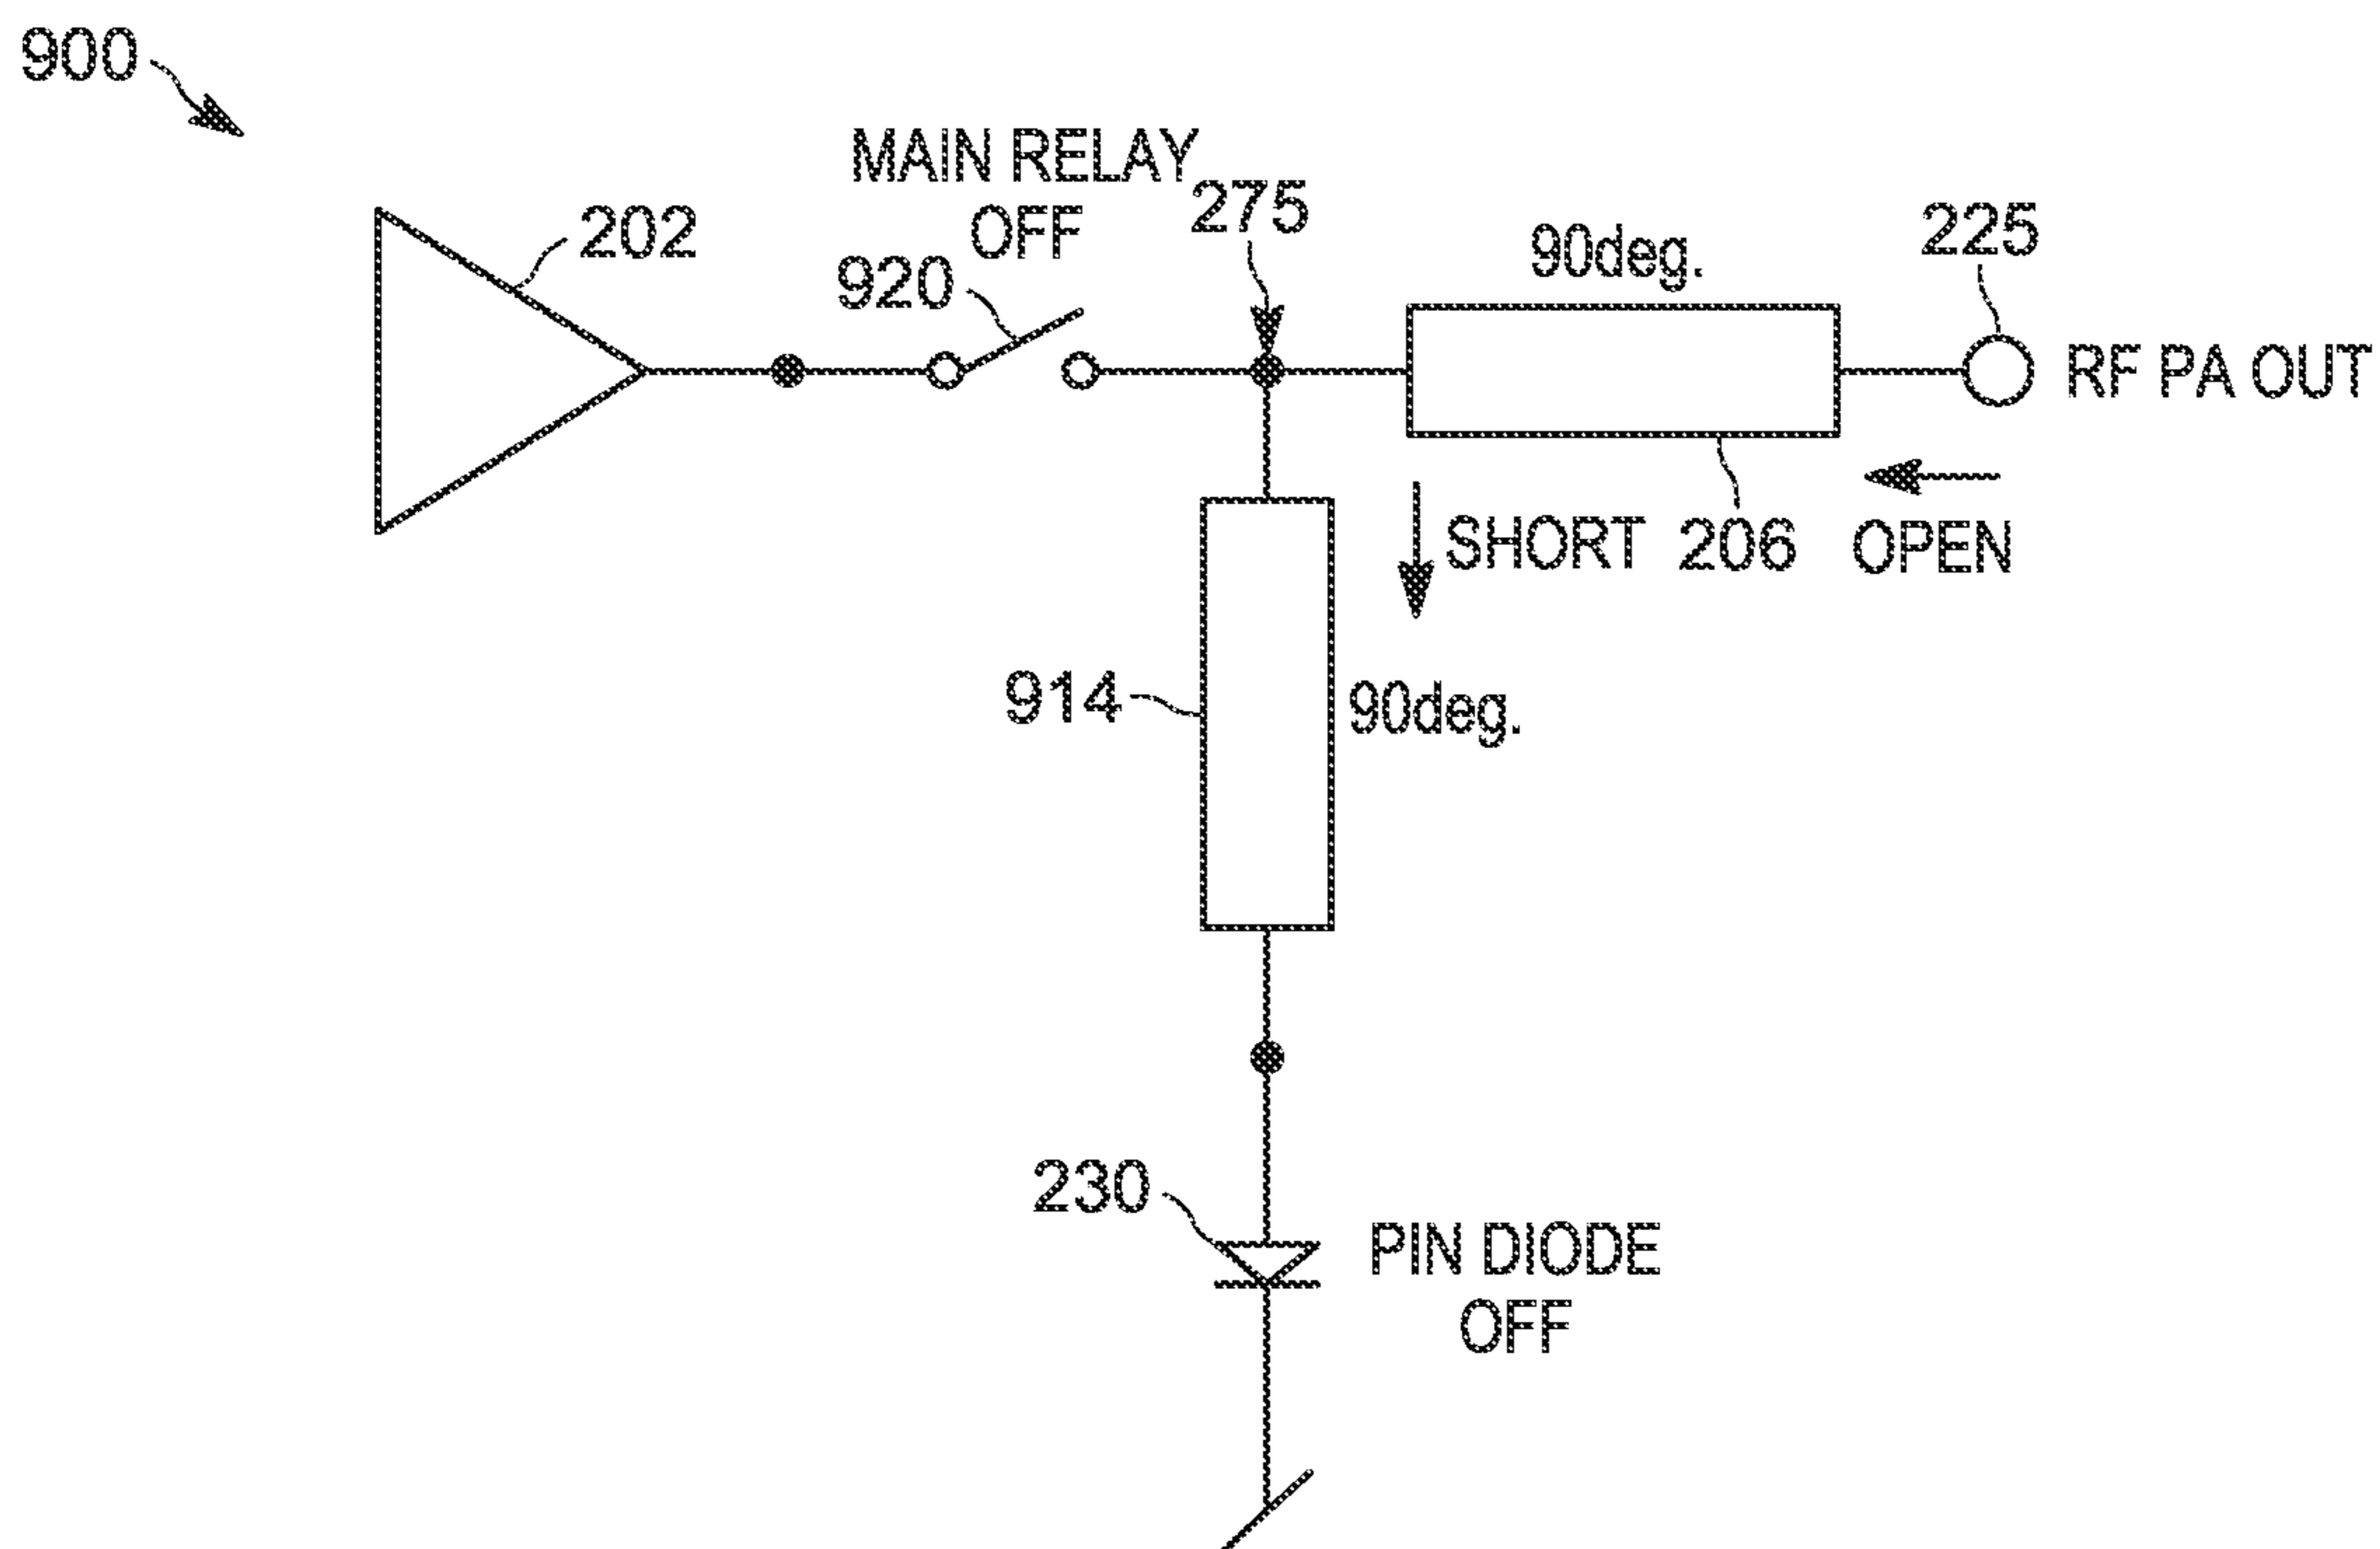 900
MAIN RELAY
OFF
202
920
275
90deg.
225
RF PA OUT
SHORT
206
OPEN
914
90deg.
230
PIN DIODE
OFF